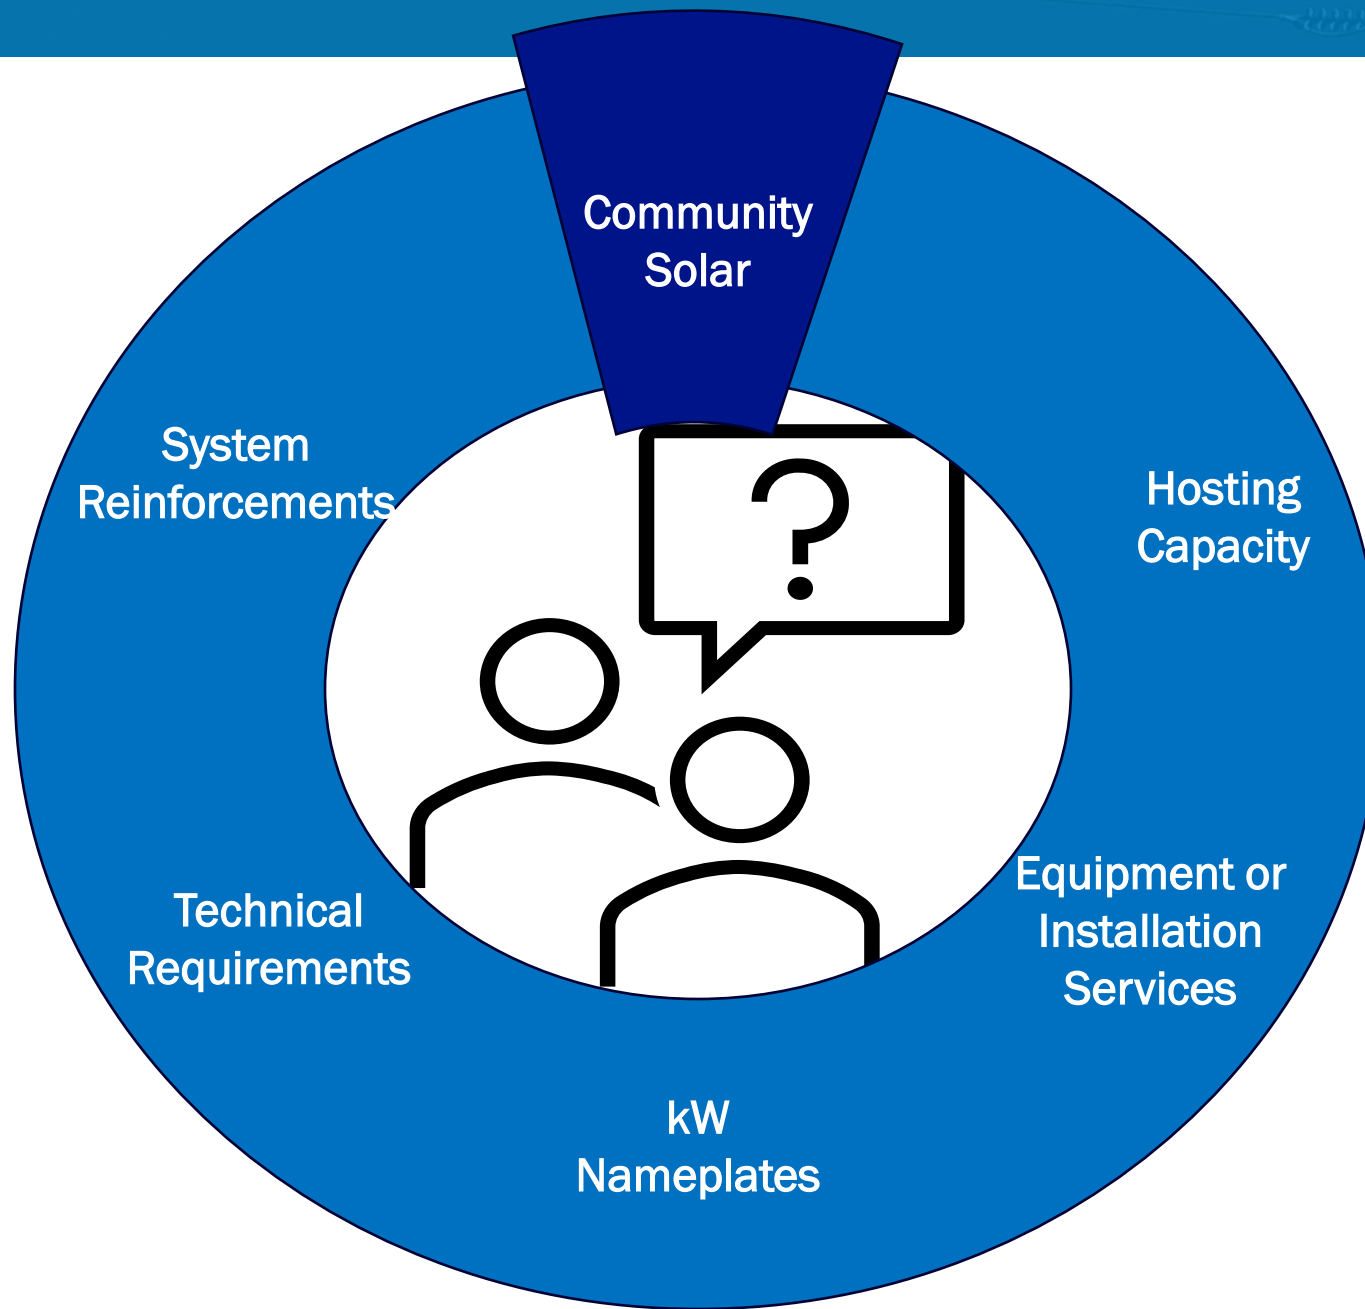 Community
Solar
System
Reinforcements
Hosting
Capacity
?
Equipment or
Installation
Services
Technical
Requirements
kW
Nameplates